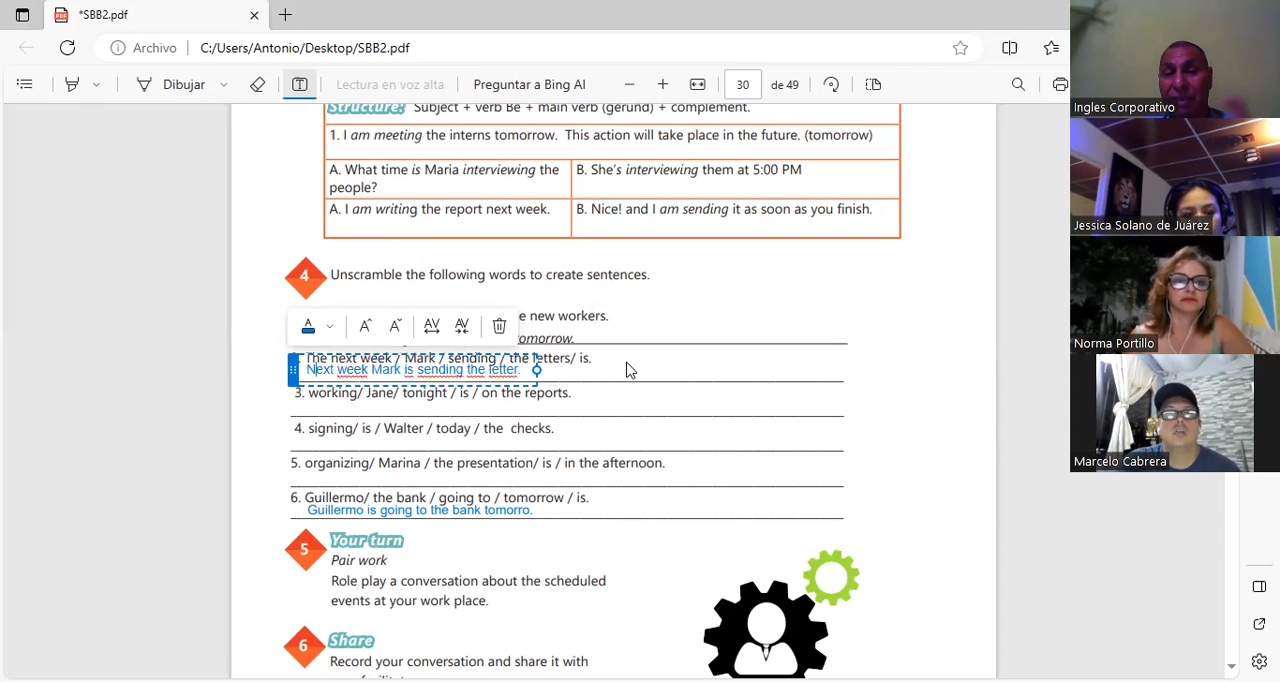 *SBB2.pdf
Archivo
C:/Users/Antonio/Desktop/SBB2.pdf
Dibujar
Lectura en voz alta
Preguntar a Bing AI
30
de 49
Structure: Subject + verb Be + main verb (gerund) + complement.
1. I am meeting the interns tomorrow. This action will take place in the future. (tomorrow)
A. What time is Maria interviewing the people?
B. She's interviewing them at 5:00 PM
A. I am writing the report next week.
B. Nice! and I am sending it as soon as you finish.
4
Unscramble the following words to create sentences.
e new workers.
omorrow.
The next week / Mark / sending / the letters/ is.
Next week Mark is sending the letter.
3. working/ Jane/ tonight / is / on the reports.
4. signing/ is / Walter / today / the checks.
5. organizing/ Marina / the presentation/ is / in the afternoon.
6. Guillermo/ the bank / going to / tomorrow / is.
Guillermo is going to the bank tomorro.
5
Your turn
Pair work
Role play a conversation about the scheduled
events at your work place.
6
Share
Record your conversation and share it with
Ingles Corporativo
Jessica Solano de Juárez
Norma Portillo
Marcelo Cabrera